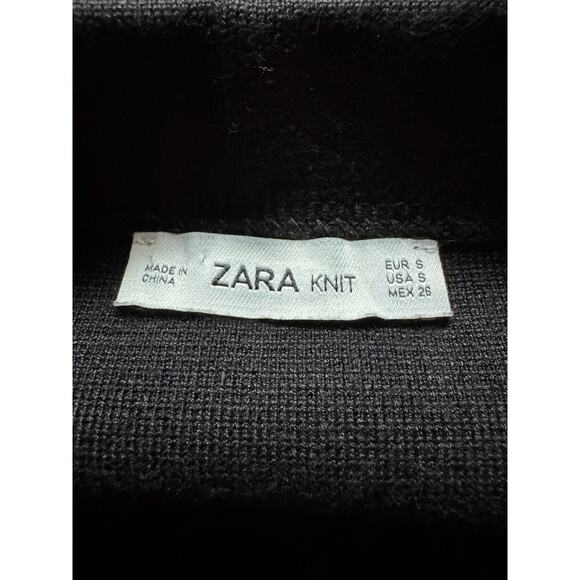 MADE IN
CHINA
ZARA KNIT
EUR S
USA S
MEX 26